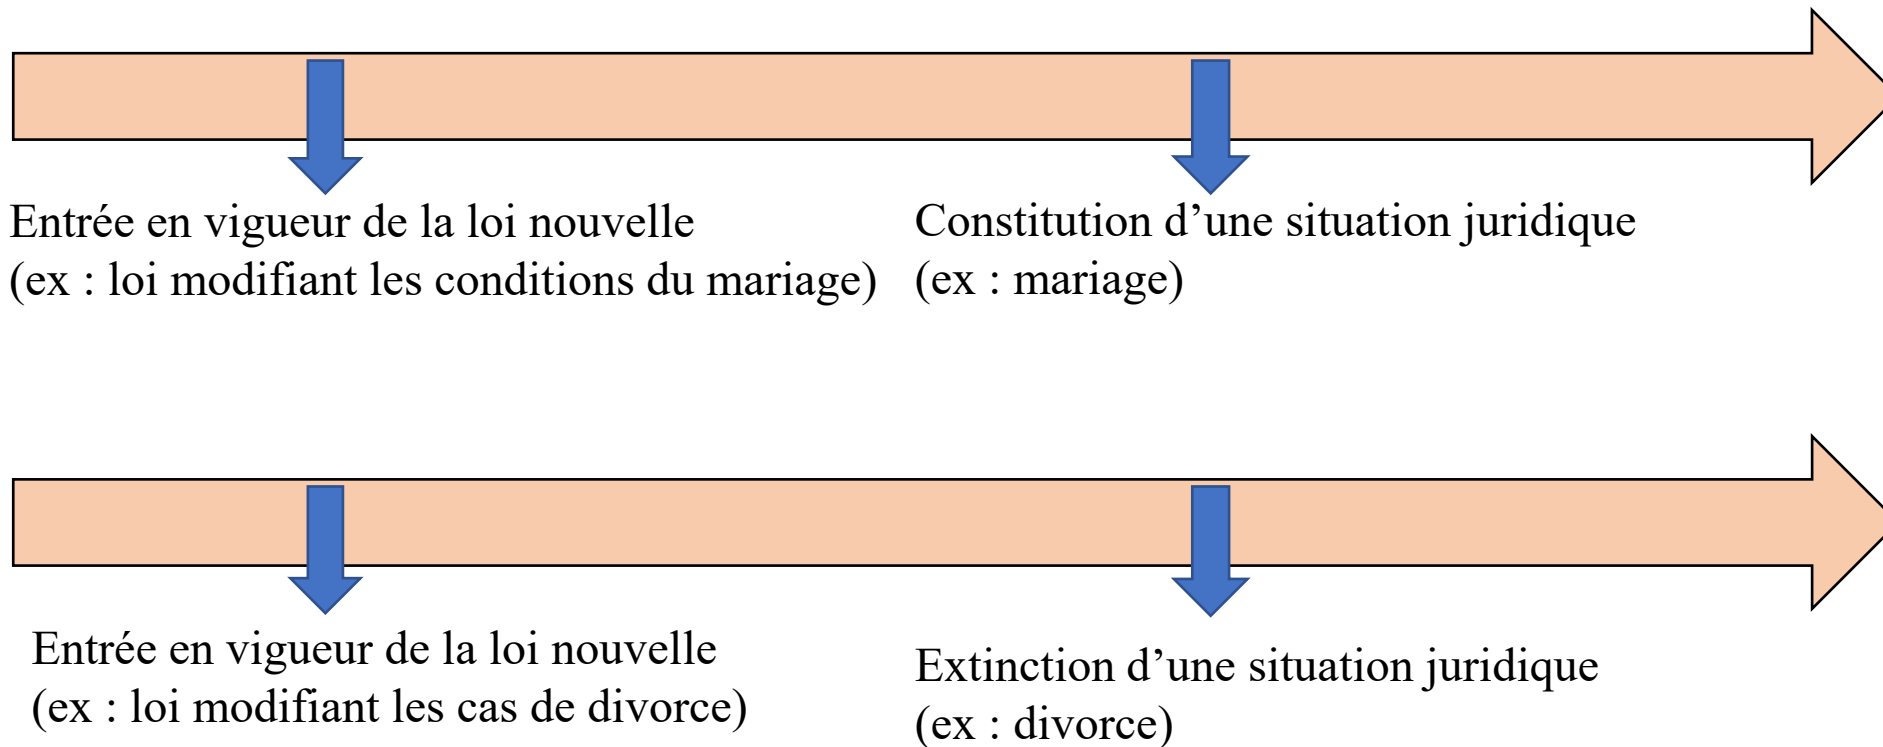 Entrée en vigueur de la loi nouvelle
(ex : loi modifiant les conditions du mariage)
Constitution d’une situation juridique
(ex : mariage)
Entrée en vigueur de la loi nouvelle
(ex : loi modifiant les cas de divorce)
Extinction d’une situation juridique
(ex : divorce)